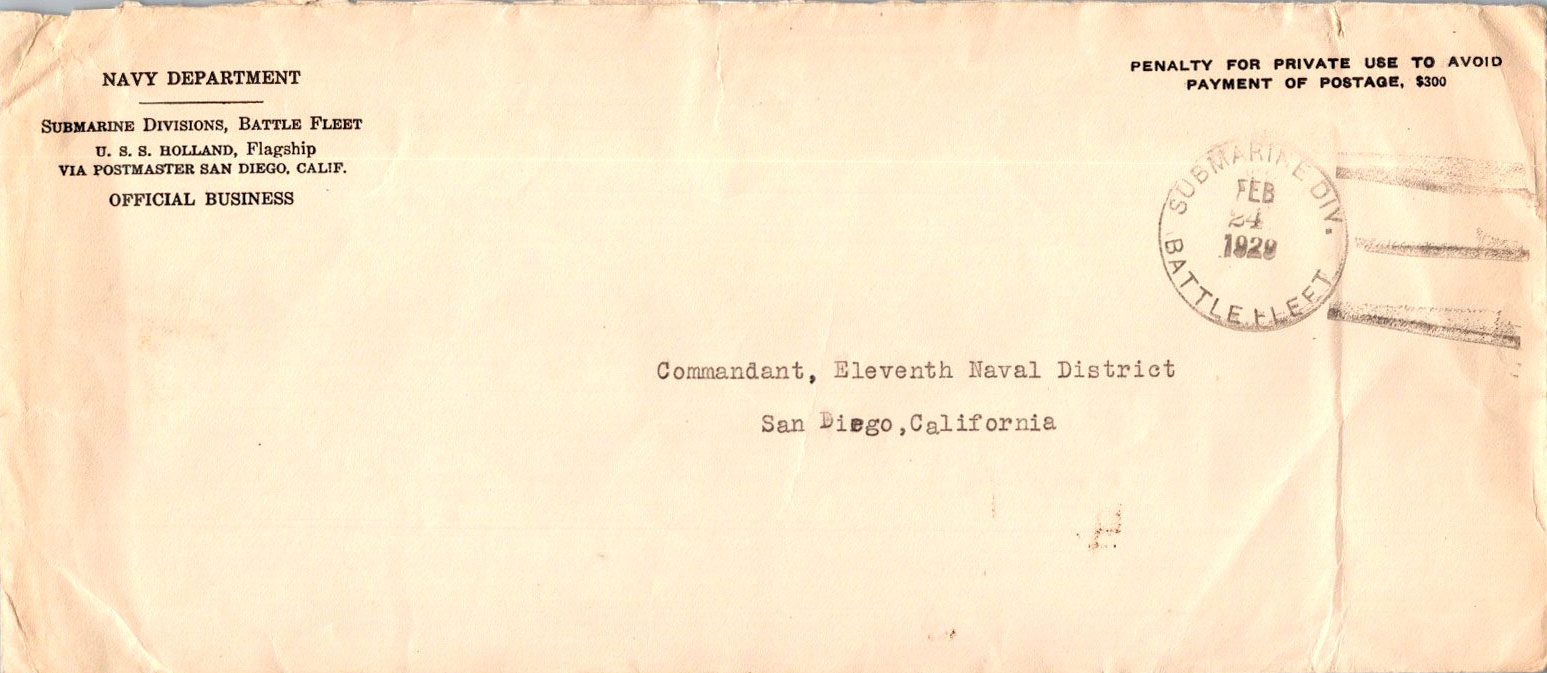 NAVY DEPARTMENT
SUBMARINE DIVISIONS, BATTLE FLEET
U. S. S. HOLLAND, Flagship
VIA POSTMASTER SAN DIEGO, CALIF.
OFFICIAL BUSINESS
PENALTY FOR PRIVATE USE TO AVOID
PAYMENT OF POSTAGE, $300
SUBMARINE DIV.
FEB
24
1929
BATTLE FLEET
Commandant, Eleventh Naval District
San Diego,California